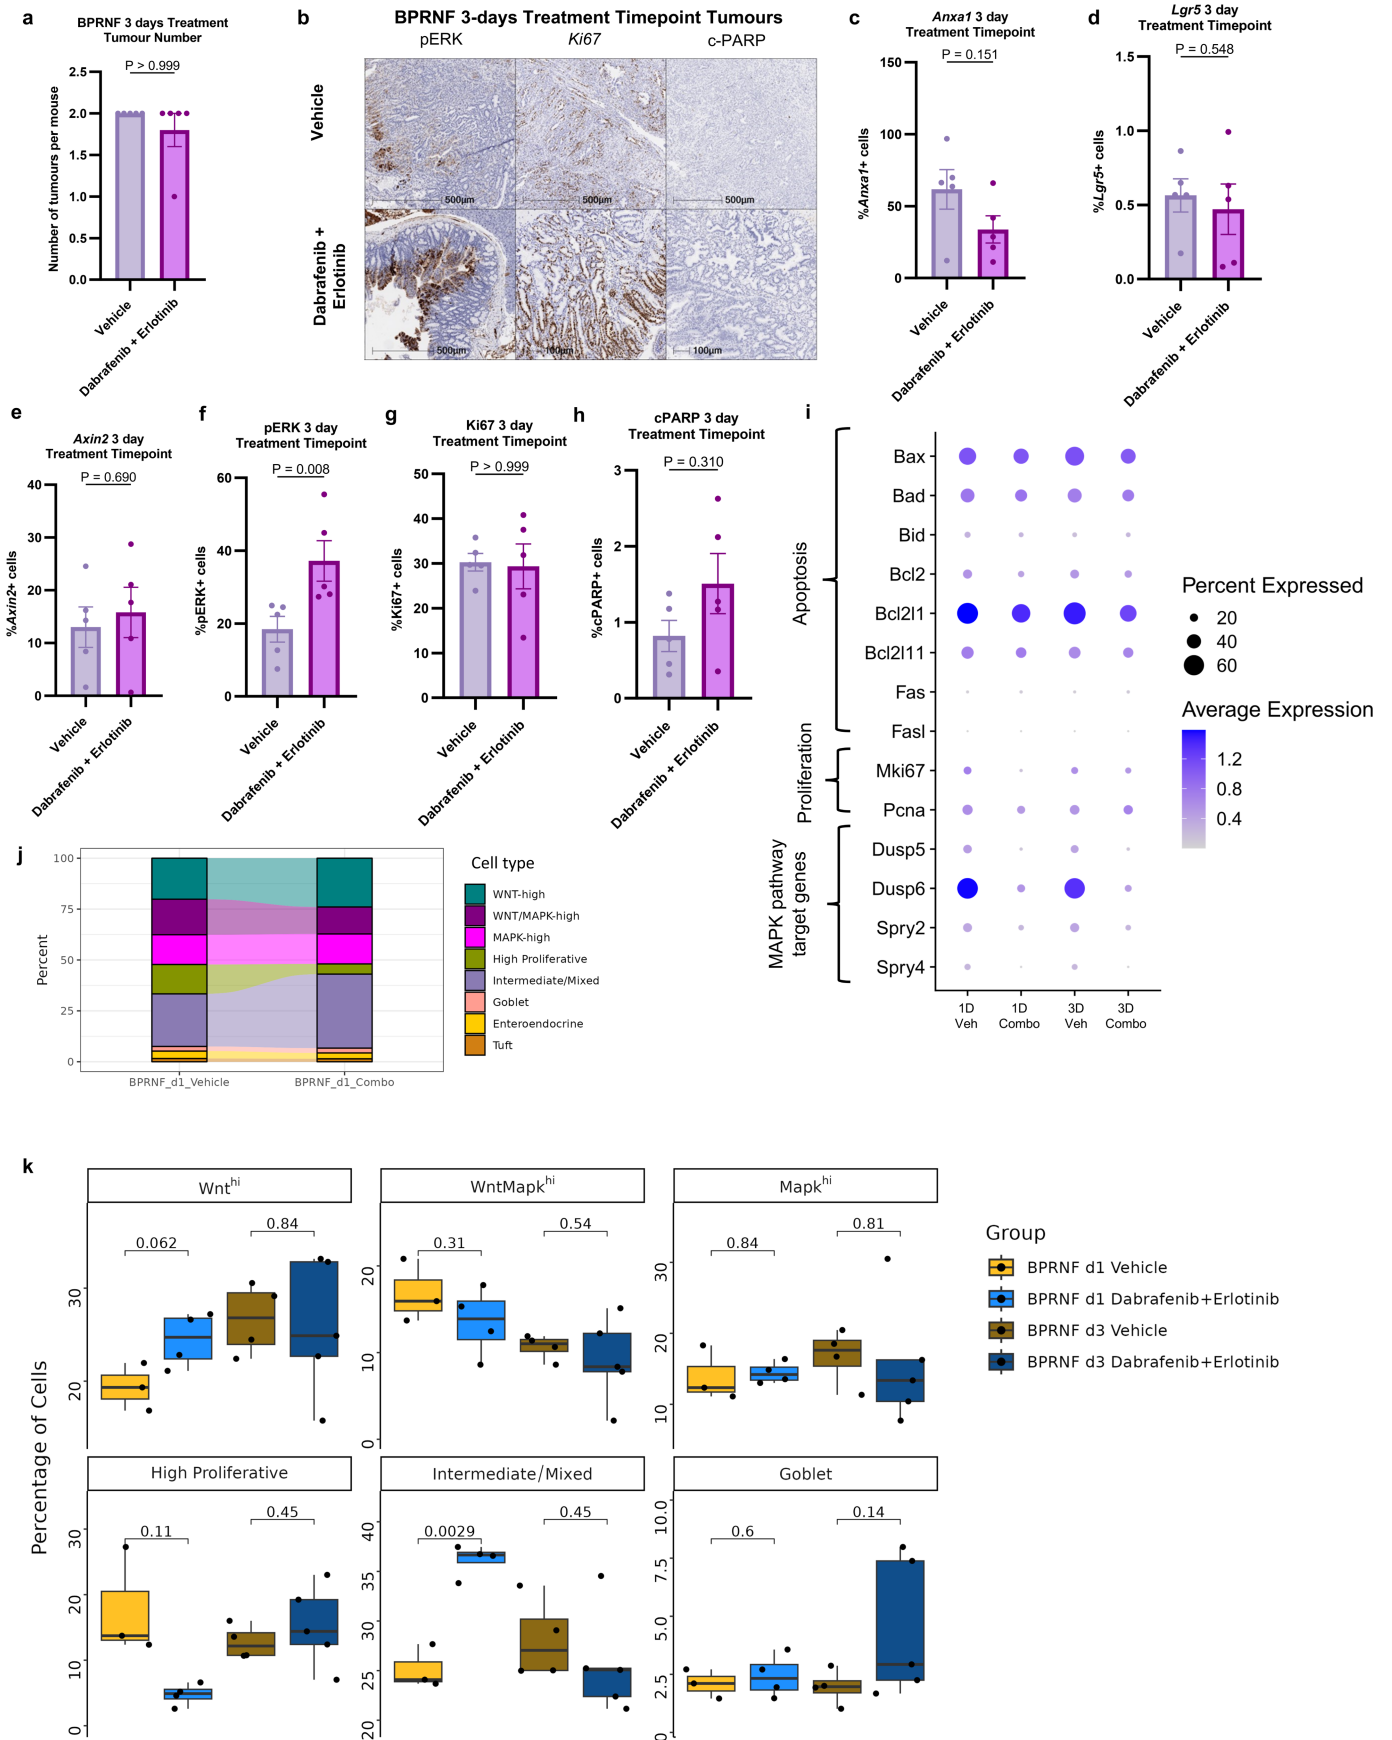 a
BPRNF 3 days Treatment
Tumour Number
P > 0.999
Number of tumours per mouse
2.5
2.0
1.5
1.0
0.5
0.0
Vehicle
Dabrafenib + Erlotinib
b
BPRNF 3-days Treatment Timepoint Tumours
pERK
Ki67
c-PARP
Vehicle
500µm
500µm
500µm
Dabrafenib +
Erlotinib
500µm
100µm
100µm
c
Anxa1 3 day
Treatment Timepoint
P = 0.151
%Anxa1+ cells
150
100
50
0
Vehicle
Dabrafenib + Erlotinib
d
Lgr5 3 day
Treatment Timepoint
P = 0.548
%Lgr5+ cells
1.5
1.0
0.5
0.0
Vehicle
Dabrafenib + Erlotinib
e
Axin2 3 day
Treatment Timepoint
P = 0.690
%Axin2+ cells
40
30
20
10
0
Vehicle
Dabrafenib + Erlotinib
f
pERK 3 day
Treatment Timepoint
P = 0.008
%pERK+ cells
60
40
20
0
Vehicle
Dabrafenib + Erlotinib
g
Ki67 3 day
Treatment Timepoint
P > 0.999
%Ki67+ cells
50
40
30
20
10
0
Vehicle
Dabrafenib + Erlotinib
h
cPARP 3 day
Treatment Timepoint
P = 0.310
%cPARP+ cells
3
2
1
0
Vehicle
Dabrafenib + Erlotinib
i
Apoptosis
Bax
Bad
Bid
Bcl2
Bcl2l1
Bcl2l11
Fas
Fasl
Proliferation
Mki67
Pcna
MAPK pathway
target genes
Dusp5
Dusp6
Spry2
Spry4
1D
Veh
1D
Combo
3D
Veh
3D
Combo
Percent Expressed
20
40
60
Average Expression
1.2
0.8
0.4
j
Percent
100
75
50
25
0
BPRNF_d1_Vehicle
BPRNF_d1_Combo
Cell type
WNT-high
WNT/MAPK-high
MAPK-high
High Proliferative
Intermediate/Mixed
Goblet
Enteroendocrine
Tuft
k
Percentage of Cells
Wnthi
0.062
0.84
30
20
WntMapkhi
0.31
0.54
20
10
0
Mapkhi
0.84
0.81
30
20
10
High Proliferative
0.11
0.45
30
20
10
0
Intermediate/Mixed
0.0029
0.45
40
35
30
25
20
Goblet
0.6
0.14
10.0
7.5
5.0
2.5
0.0
Group
BPRNF d1 Vehicle
BPRNF d1 Dabrafenib+Erlotinib
BPRNF d3 Vehicle
BPRNF d3 Dabrafenib+Erlotinib